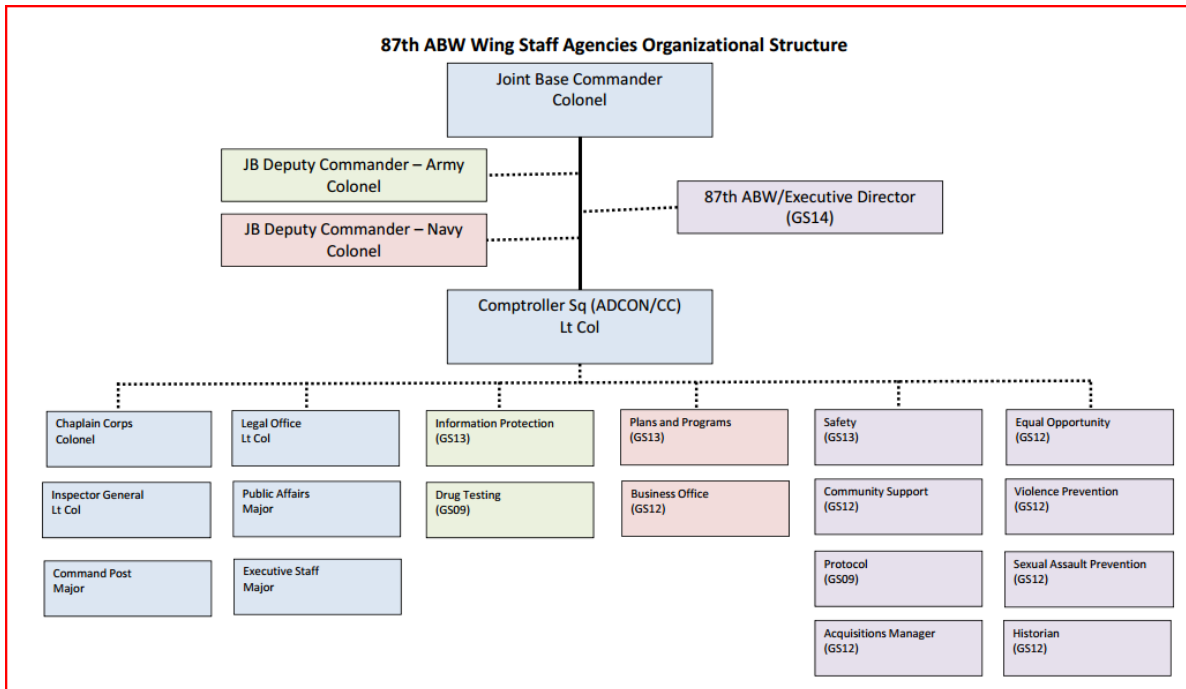 87th ABW Wing Staff Agencies Organizational Structure
Joint Base Commander
Colonel
JB Deputy Commander – Army
Colonel
87th ABW/Executive Director
(GS14)
JB Deputy Commander – Navy
Colonel
Comptroller Sq (ADCON/CC)
Lt Col
Chaplain Corps
Colonel
Legal Office
Lt Col
Information Protection
(GS13)
Plans and Programs
(GS13)
Safety
(GS13)
Equal Opportunity
(GS12)
Inspector General
Lt Col
Public Affairs
Major
Drug Testing
(GS09)
Business Office
(GS12)
Community Support
(GS12)
Violence Prevention
(GS12)
Command Post
Major
Executive Staff
Major
Protocol
(GS09)
Sexual Assault Prevention
(GS12)
Acquisitions Manager
(GS12)
Historian
(GS12)